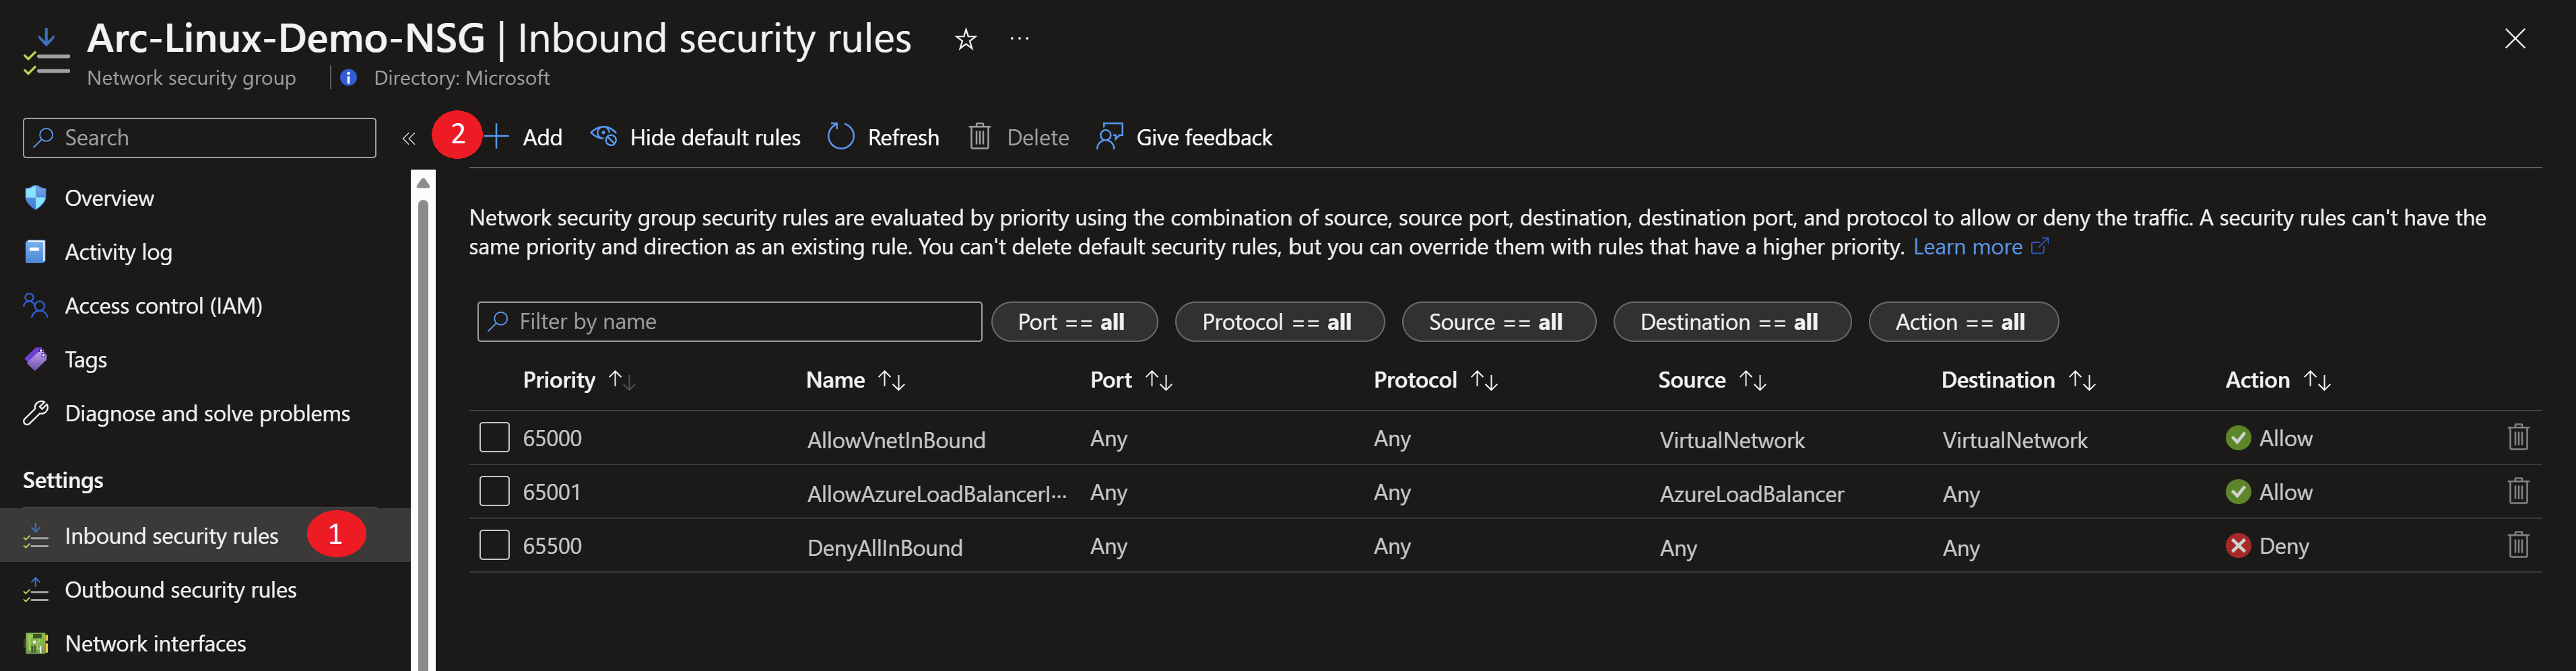 Arc-Linux-Demo-NSG | Inbound security rules
Network security group
Directory: Microsoft
Search
2
Add
Hide default rules
Refresh
Delete
Give feedback
Overview
Activity log
Access control (IAM)
Tags
Diagnose and solve problems
Settings
Inbound security rules
1
Outbound security rules
Network interfaces
Network security group security rules are evaluated by priority using the combination of source, source port, destination, destination port, and protocol to allow or deny the traffic. A security rules can't have the
same priority and direction as an existing rule. You can't delete default security rules, but you can override them with rules that have a higher priority. Learn more
Filter by name
Port == all
Protocol == all
Source == all
Destination == all
Action == all
Priority Name Port Protocol Source Destination Action
65000 AllowVnetInBound Any Any VirtualNetwork VirtualNetwork Allow
65001 AllowAzureLoadBalancerI... Any Any AzureLoadBalancer Any Allow
65500 DenyAllInBound Any Any Any Any Deny